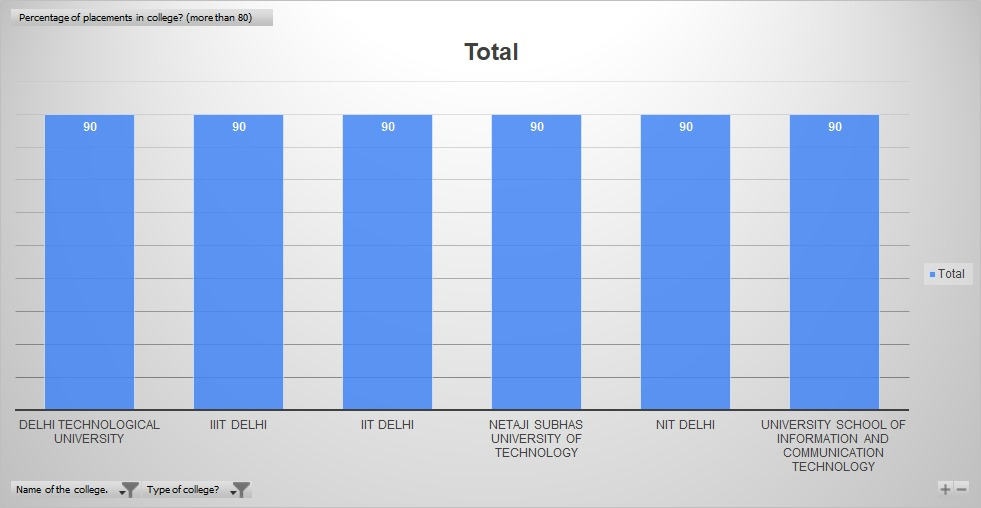 Percentage of placements in college? (more than 80)
Total
90 90 90 90 90 90
Total
DELHI TECHNOLOGICAL
UNIVERSITY
IIIT DELHI
IIT DELHI
NETAJI SUBHAS
UNIVERSITY OF
TECHNOLOGY
NIT DELHI
UNIVERSITY SCHOOL OF
INFORMATION AND
COMMUNICATION
TECHNOLOGY
Name of the college. Type of college?
+ −